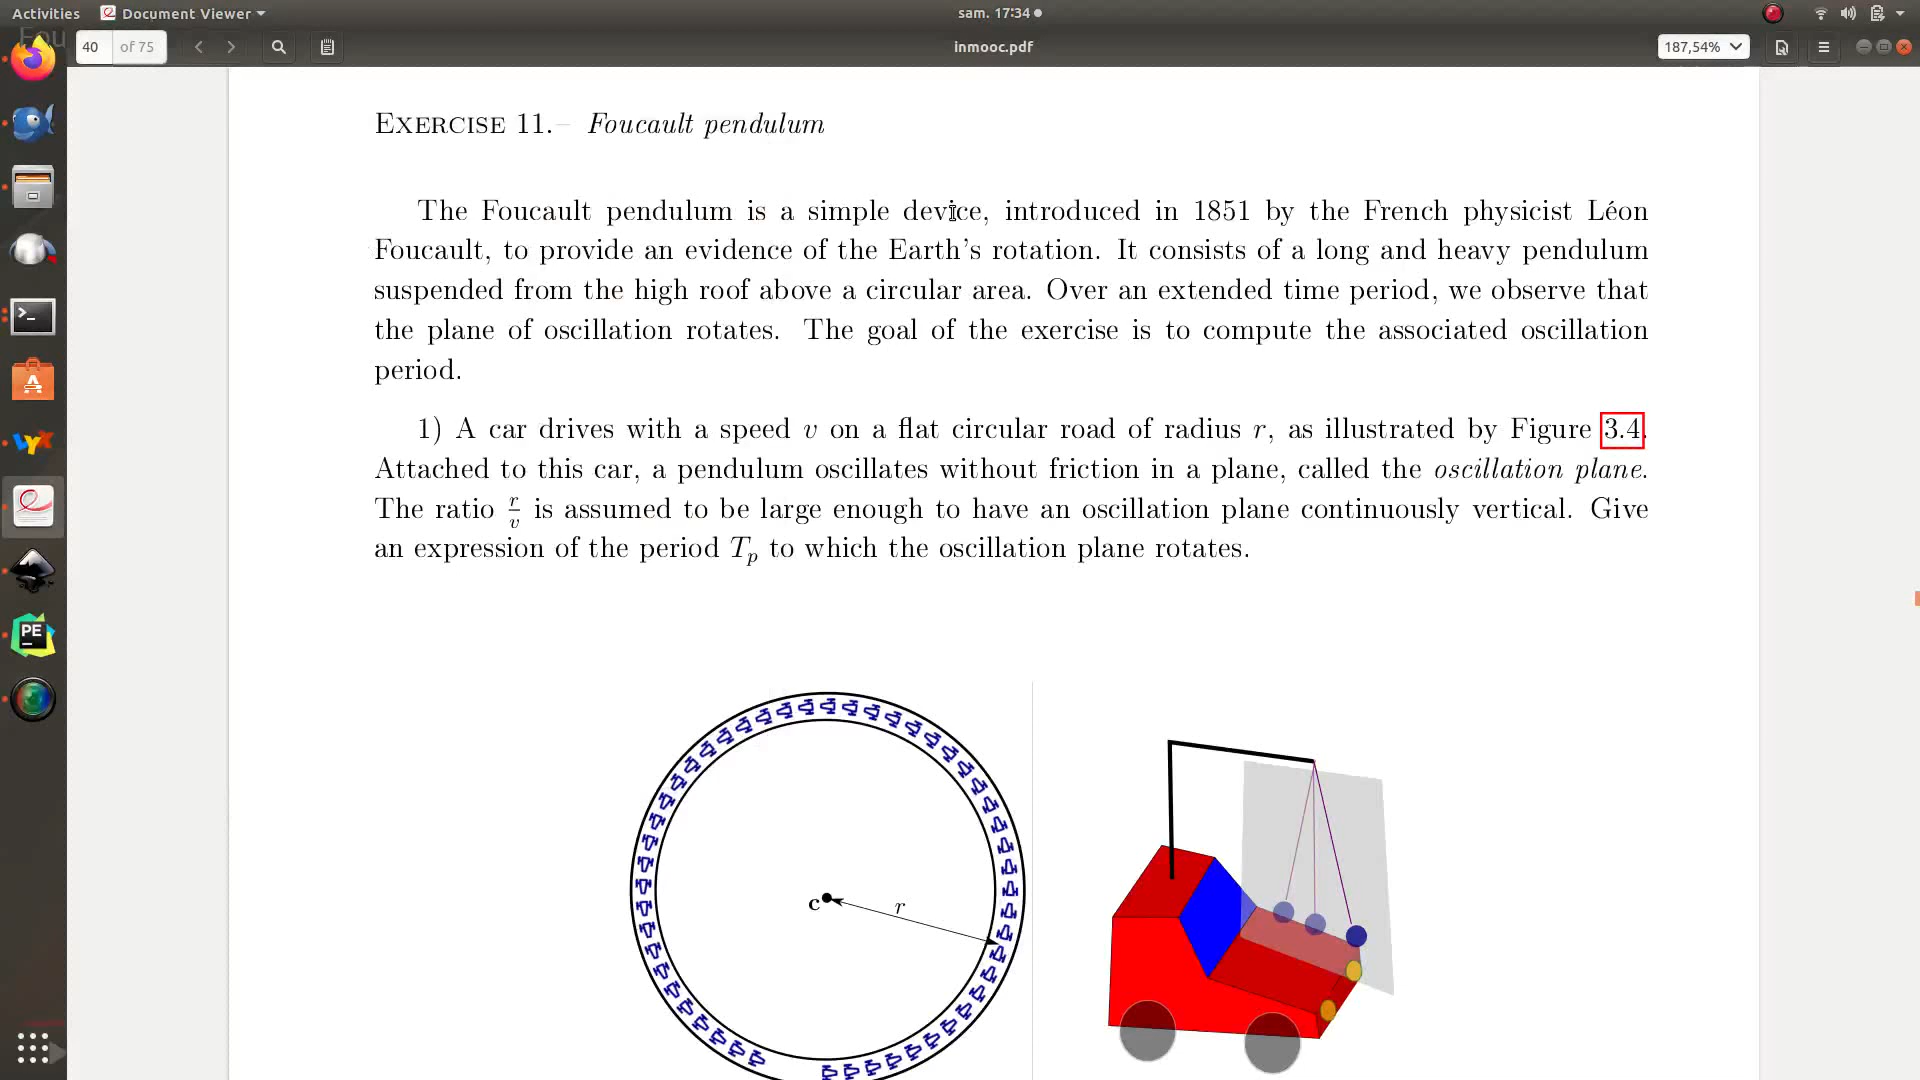 Activities Document Viewer sam. 17:34
40 of 75 inmooc.pdf 187,54%
EXERCISE 11.– Foucault pendulum
The Foucault pendulum is a simple device, introduced in 1851 by the French physicist Léon
Foucault, to provide an evidence of the Earth's rotation. It consists of a long and heavy pendulum
suspended from the high roof above a circular area. Over an extended time period, we observe that
the plane of oscillation rotates. The goal of the exercise is to compute the associated oscillation
period.
1) A car drives with a speed v on a flat circular road of radius r, as illustrated by Figure 3.4.
Attached to this car, a pendulum oscillates without friction in a plane, called the oscillation plane.
The ratio r/v is assumed to be large enough to have an oscillation plane continuously vertical. Give
an expression of the period Tp to which the oscillation plane rotates.
c r
PE
LYX
Fou